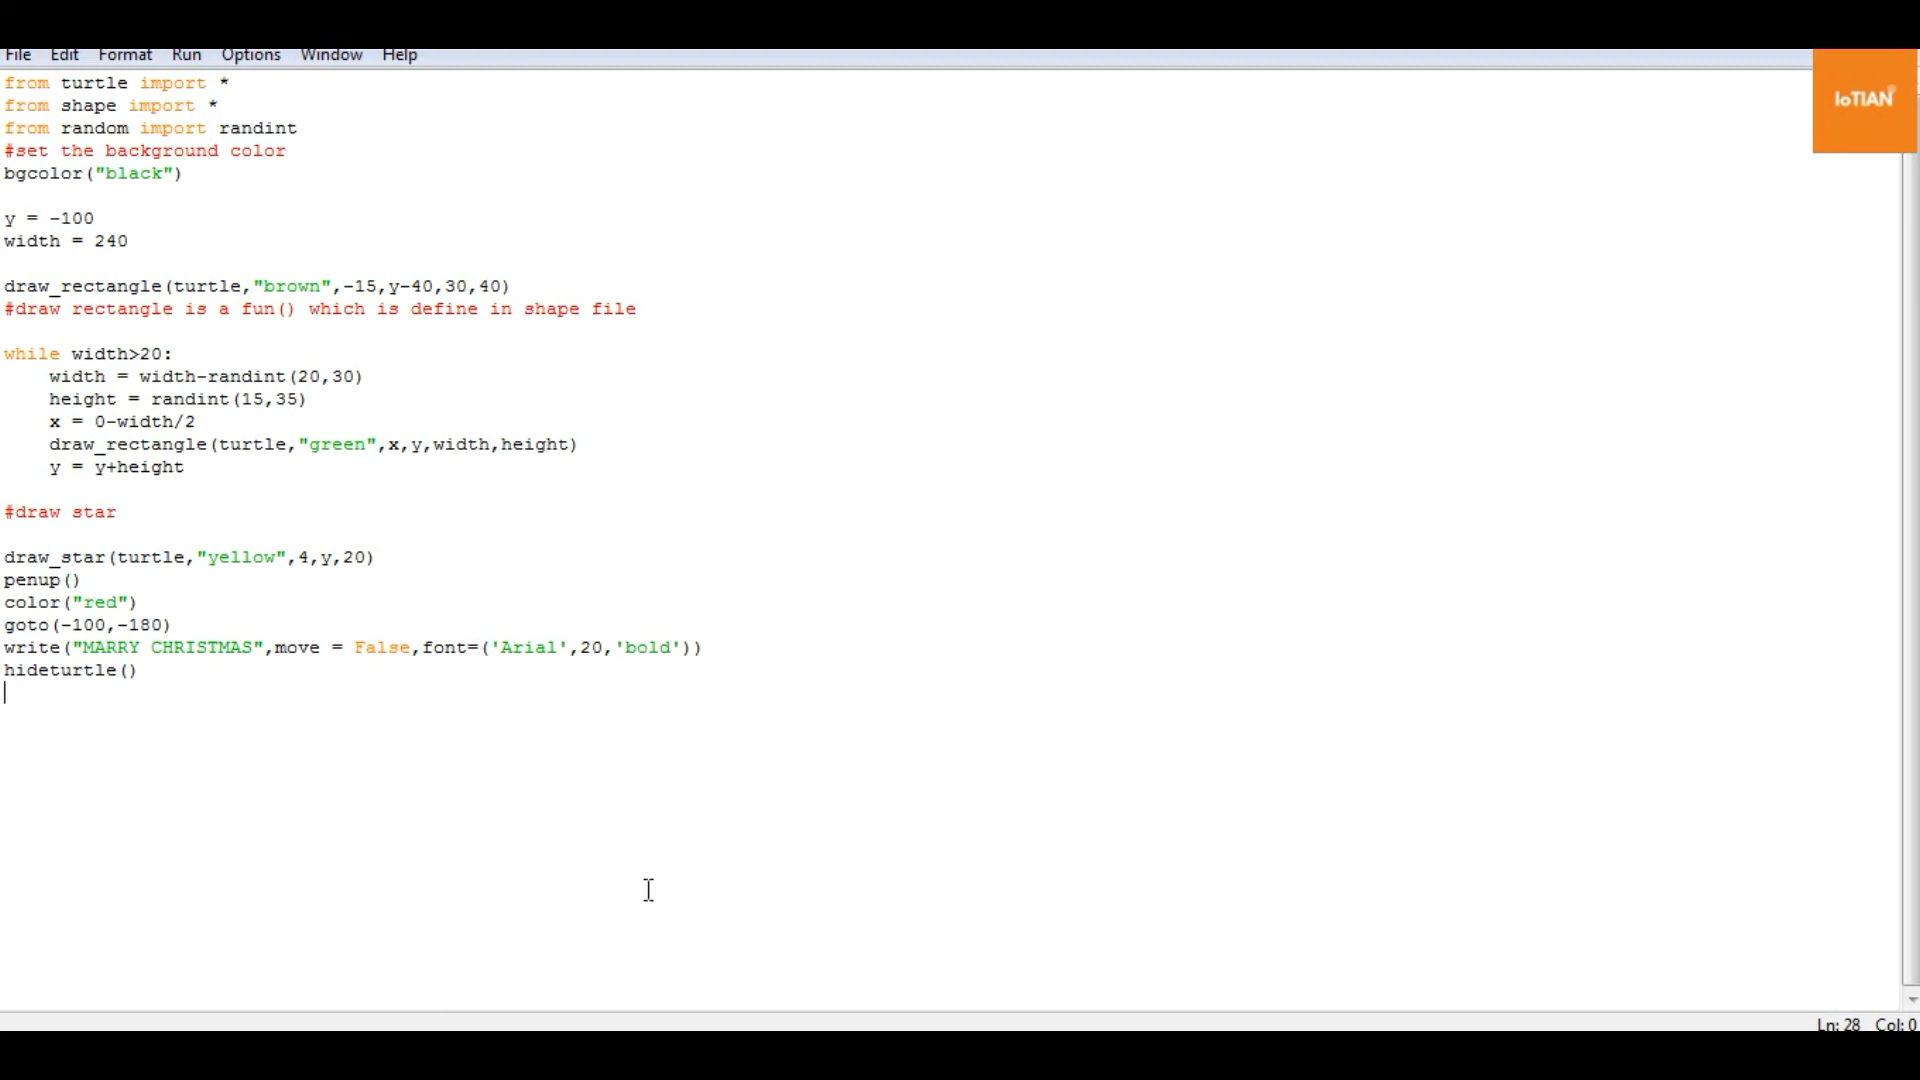 File Edit Format Run Options Window Help
IoTIAN®
from turtle import *
from shape import *
from random import randint
#set the background color
bgcolor("black")
y = -100
width = 240
draw_rectangle(turtle,"brown",-15,y-40,30,40)
#draw rectangle is a fun() which is define in shape file
while width>20:
    width = width-randint(20,30)
    height = randint(15,35)
    x = 0-width/2
    draw_rectangle(turtle,"green",x,y,width,height)
    y = y+height
#draw star
draw_star(turtle,"yellow",4,y,20)
penup()
color("red")
goto(-100,-180)
write("MARRY CHRISTMAS",move = False,font=('Arial',20,'bold'))
hideturtle()
Ln: 28 Col: 0